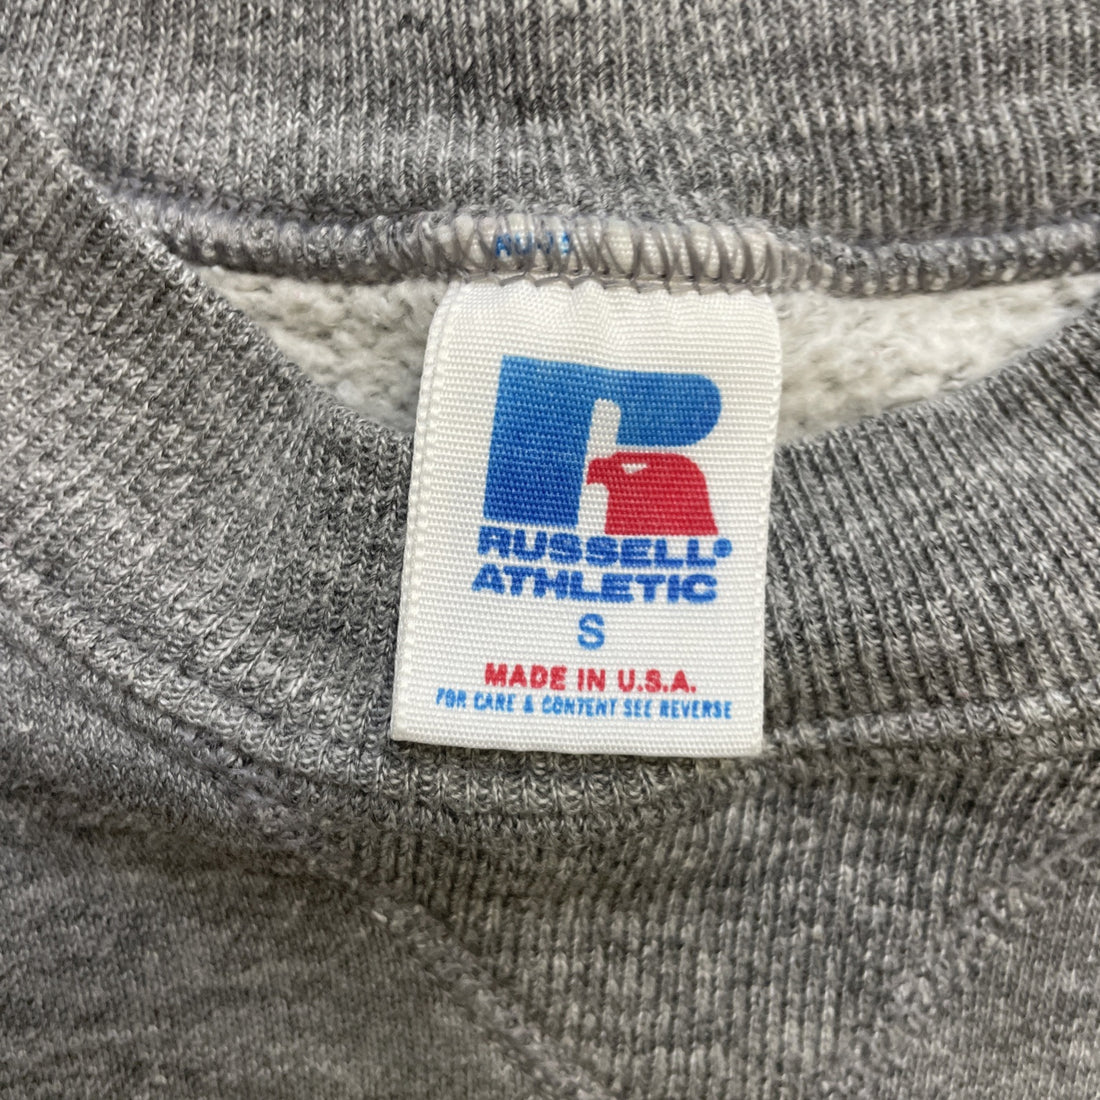 RUSSELL®
ATHLETIC
S
MADE IN U.S.A.
FOR CARE & CONTENT SEE REVERSE